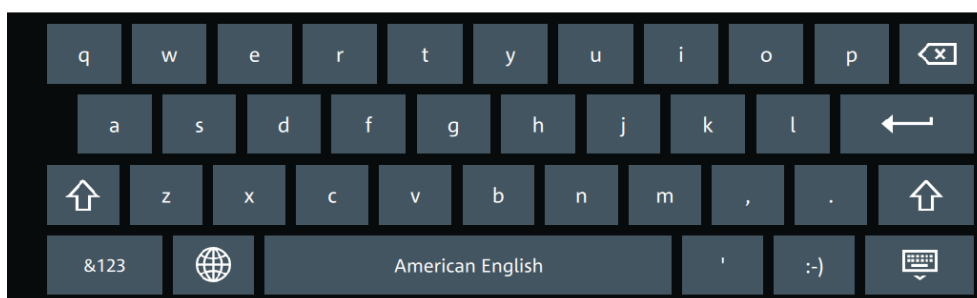 q w e r t y u i o p
a s d f g h j k l
z x c v b n m , .
&123 American English ' :-)